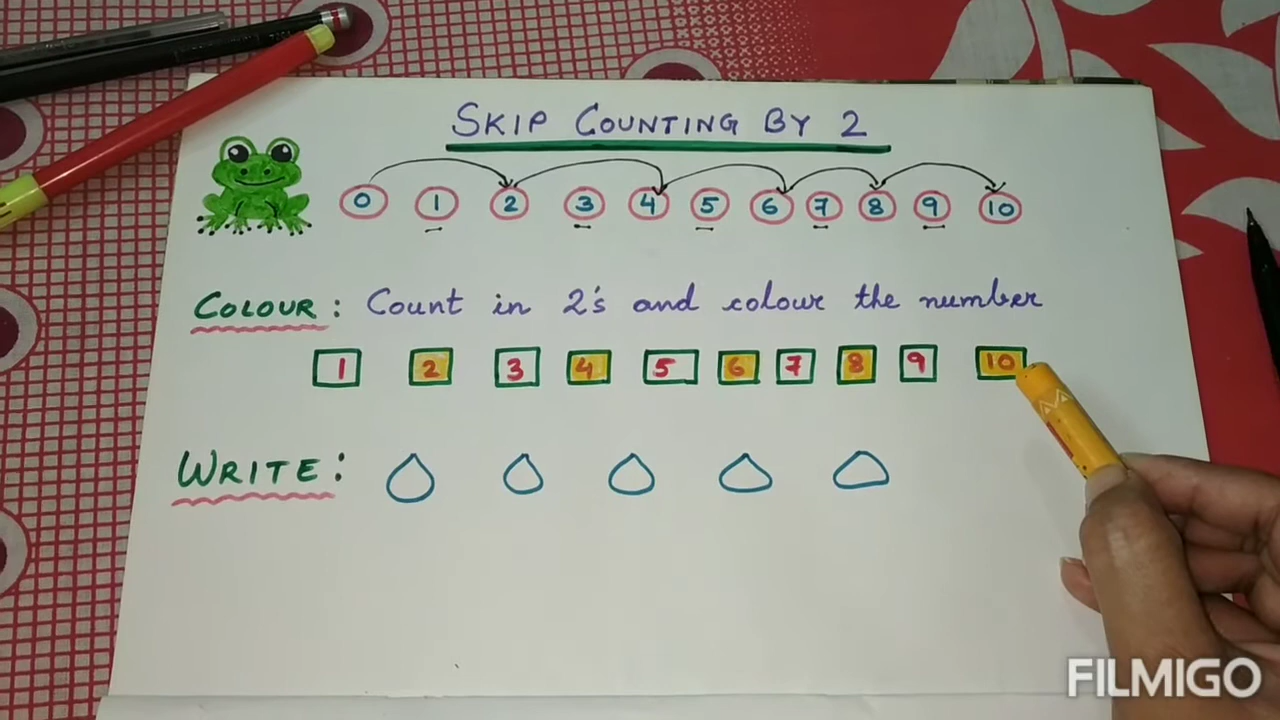 SKIP COUNTING BY 2
0 1 2 3 4 5 6 7 8 9 10
COLOUR: Count in 2's and colour the number
1 2 3 4 5 6 7 8 9 10
WRITE:
FILMIGO